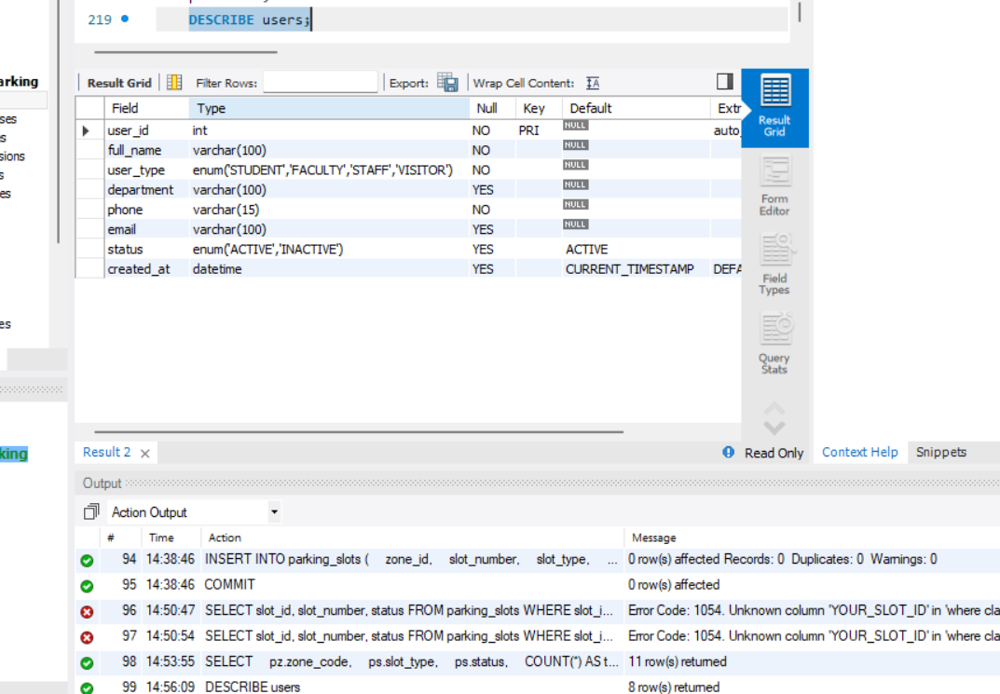 219 DESCRIBE users;
arking
Result Grid Filter Rows: Export: Wrap Cell Content:
Field Type Null Key Default Extr
user_id int NO PRI NULL auto_
full_name varchar(100) NO NULL
user_type enum('STUDENT','FACULTY','STAFF','VISITOR') NO NULL
department varchar(100) YES NULL
phone varchar(15) NO NULL
email varchar(100) YES NULL
status enum('ACTIVE','INACTIVE') YES ACTIVE
created_at datetime YES CURRENT_TIMESTAMP DEFA
ses
s
sions
s
es
es
king
Result
Grid
Form
Editor
Field
Types
Query
Stats
Result 2 Read Only Context Help Snippets
Output
Action Output
# Time Action Message
94 14:38:46 INSERT INTO parking_slots ( zone_id, slot_number, slot_type, ... 0 row(s) affected Records: 0 Duplicates: 0 Warnings: 0
95 14:38:46 COMMIT 0 row(s) affected
96 14:50:47 SELECT slot_id, slot_number, status FROM parking_slots WHERE slot_i... Error Code: 1054. Unknown column 'YOUR_SLOT_ID' in 'where cla
97 14:50:54 SELECT slot_id, slot_number, status FROM parking_slots WHERE slot_i... Error Code: 1054. Unknown column 'YOUR_SLOT_ID' in 'where cla
98 14:53:55 SELECT pz.zone_code, ps.slot_type, ps.status, COUNT(*) AS t... 11 row(s) returned
99 14:56:09 DESCRIBE users 8 row(s) returned